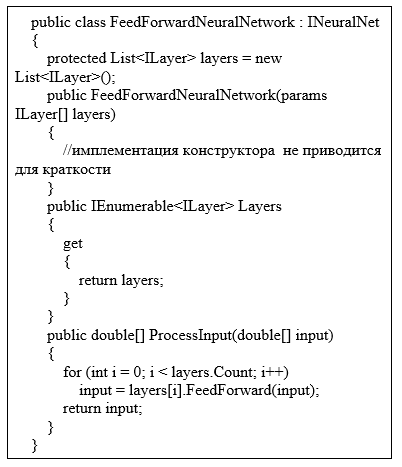 public class FeedForwardNeuralNetwork : INeuralNet
{
protected List<ILayer> layers = new
List<ILayer>();
public FeedForwardNeuralNetwork(params
ILayer[] layers)
{
//имплементация конструктора не приводится
для краткости
}
public IEnumerable<ILayer> Layers
{
get
{
return layers;
}
}
public double[] ProcessInput(double[] input)
{
for (int i = 0; i < layers.Count; i++)
input = layers[i].FeedForward(input);
return input;
}
}